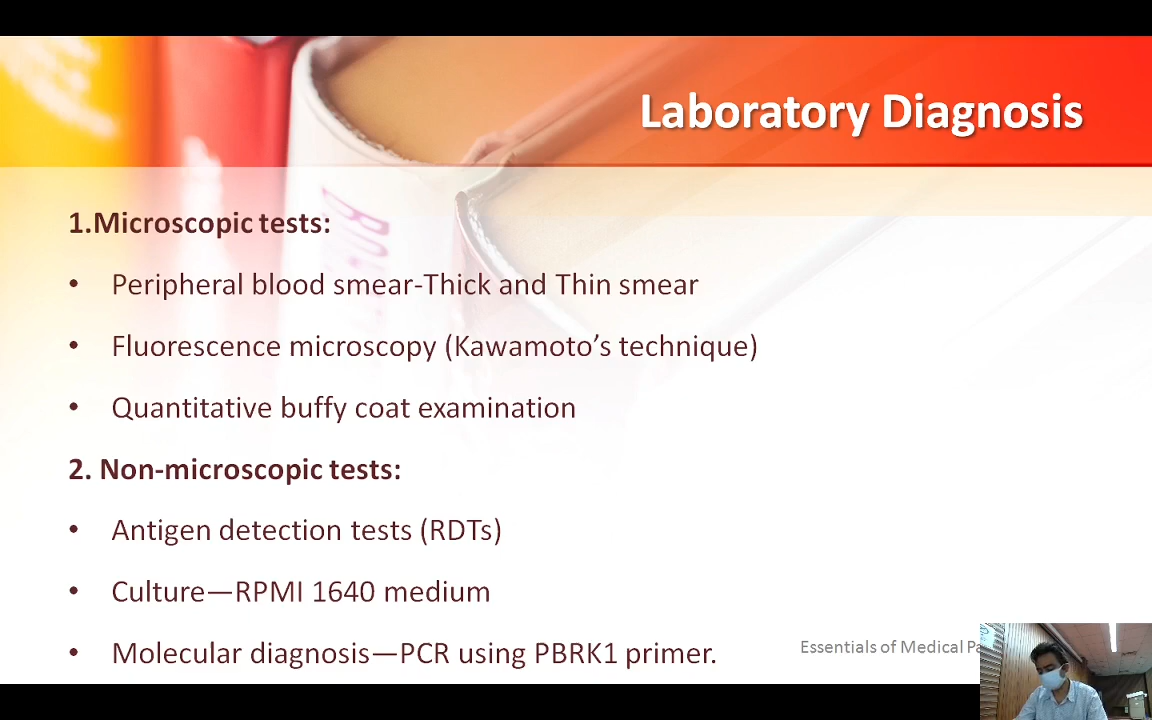 Laboratory Diagnosis
1.Microscopic tests:
• Peripheral blood smear-Thick and Thin smear
• Fluorescence microscopy (Kawamoto’s technique)
• Quantitative buffy coat examination
2. Non-microscopic tests:
• Antigen detection tests (RDTs)
• Culture—RPMI 1640 medium
• Molecular diagnosis—PCR using PBRK1 primer.
Essentials of Medical